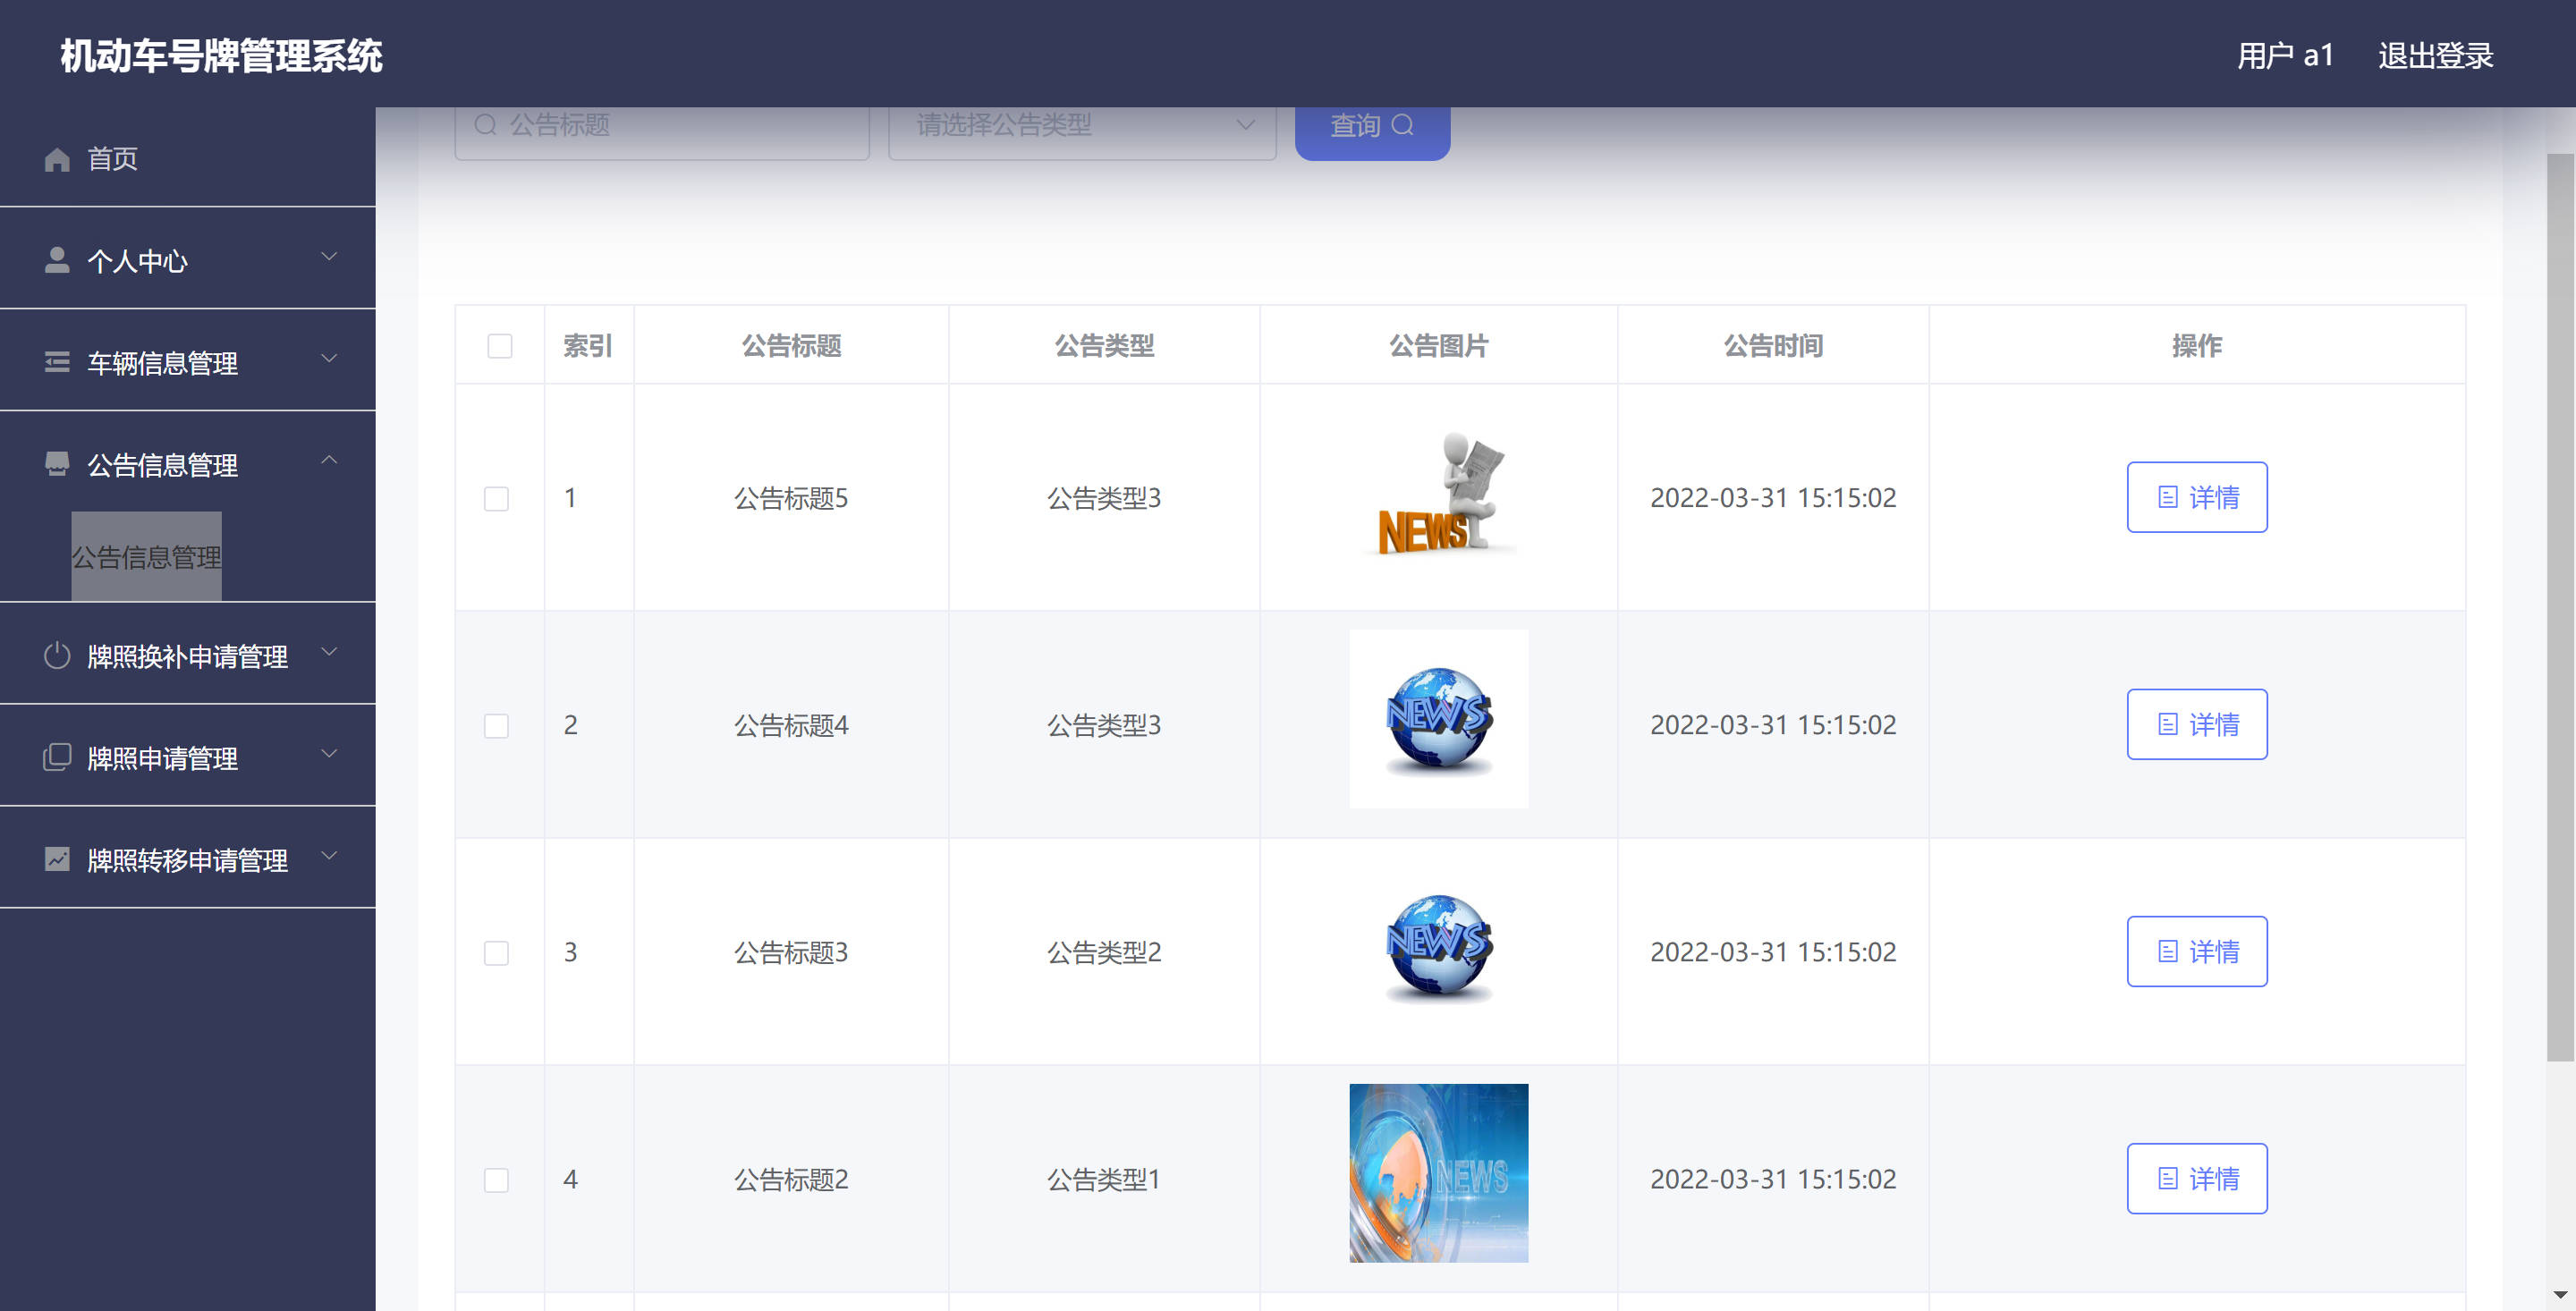 机动车号牌管理系统
用户 a1 退出登录
公告标题 请选择公告类型 查询
首页
个人中心
车辆信息管理
公告信息管理
公告信息管理
牌照换补申请管理
牌照申请管理
牌照转移申请管理
索引 公告标题 公告类型 公告图片 公告时间 操作
1 公告标题5 公告类型3 NEWS 2022-03-31 15:15:02 详情
2 公告标题4 公告类型3 NEWS 2022-03-31 15:15:02 详情
3 公告标题3 公告类型2 NEWS 2022-03-31 15:15:02 详情
4 公告标题2 公告类型1 NEWS 2022-03-31 15:15:02 详情